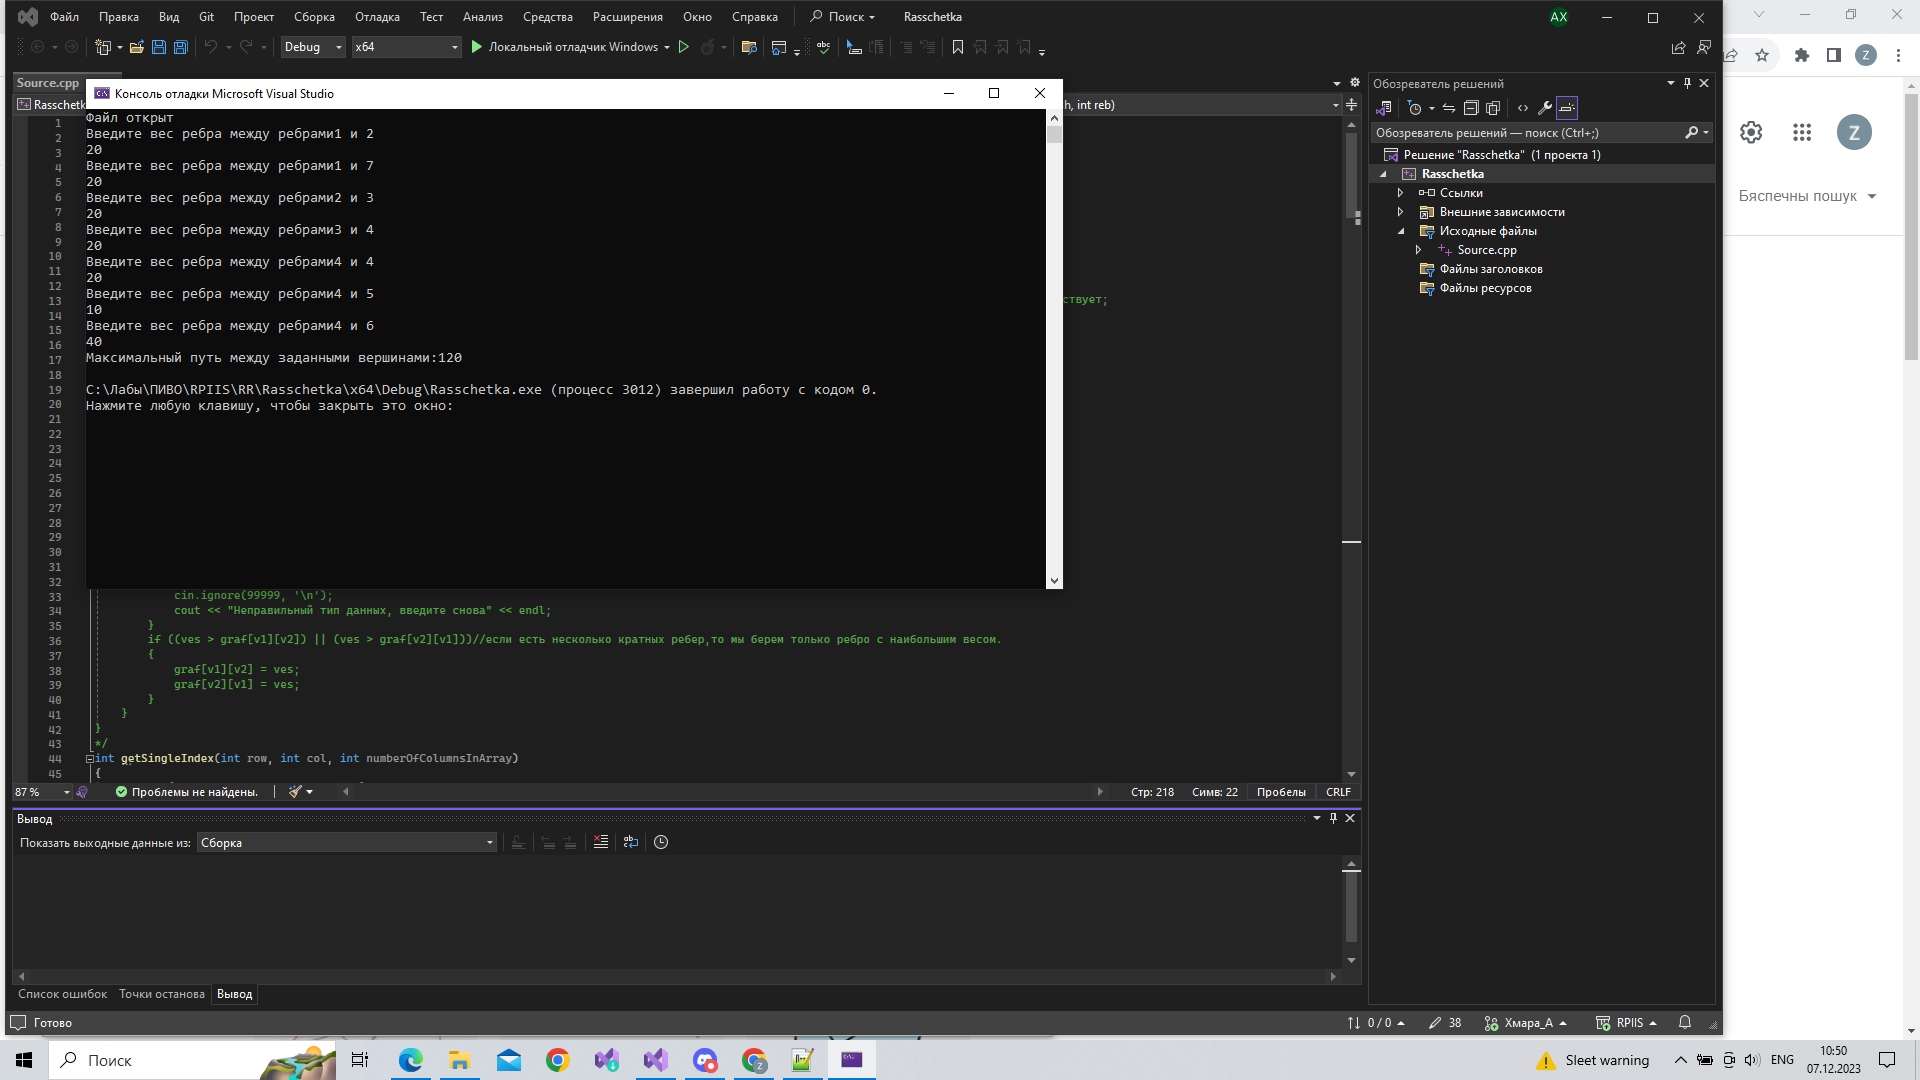 Файл Правка Вид Git Проект Сборка Отладка Тест Анализ Средства Расширения Окно Справка Поиск Rasschetka AX
Debug x64 Локальный отладчик Windows
Source.cpp
Rasschetk
h, int reb)
Консоль отладки Microsoft Visual Studio
Файл открыт
Введите вес ребра между ребрами1 и 2
20
Введите вес ребра между ребрами1 и 7
20
Введите вес ребра между ребрами2 и 3
20
Введите вес ребра между ребрами3 и 4
20
Введите вес ребра между ребрами4 и 4
20
Введите вес ребра между ребрами4 и 5
10
Введите вес ребра между ребрами4 и 6
40
Максимальный путь между заданными вершинами:120
C:\Лабы\ПИВО\RPIIS\RR\Rasschetka\x64\Debug\Rasschetka.exe (процесс 3012) завершил работу с кодом 0.
Нажмите любую клавишу, чтобы закрыть это окно:
ствует;
1
2
3
4
5
6
7
8
9
10
11
12
13
14
15
16
17
18
19
20
21
22
23
24
25
26
27
28
29
30
31
32
33 cin.ignore(99999, '\n');
34 cout << "Неправильный тип данных, введите снова" << endl;
35 }
36 if ((ves > graf[v1][v2]) || (ves > graf[v2][v1]))//если есть несколько кратных ребер,то мы берем только ребро с наибольшим весом.
37 {
38 graf[v1][v2] = ves;
39 graf[v2][v1] = ves;
40 }
41 }
42 }
43 */
44 int getSingleIndex(int row, int col, int numberOfColumnsInArray)
45 {
87 % Проблемы не найдены. Стр: 218 Симв: 22 Пробелы CRLF
Вывод
Показать выходные данные из: Сборка
Список ошибок Точки останова Вывод
Готово 0 / 0 38 Хмара_А RPIIS
Обозреватель решений
Обозреватель решений — поиск (Ctrl+;)
Решение "Rasschetka" (1 проекта 1)
Rasschetka
Ссылки
Внешние зависимости
Исходные файлы
Source.cpp
Файлы заголовков
Файлы ресурсов
Z
Z
Бяспечны пошук
Поиск
Sleet warning
ENG
10:50
07.12.2023